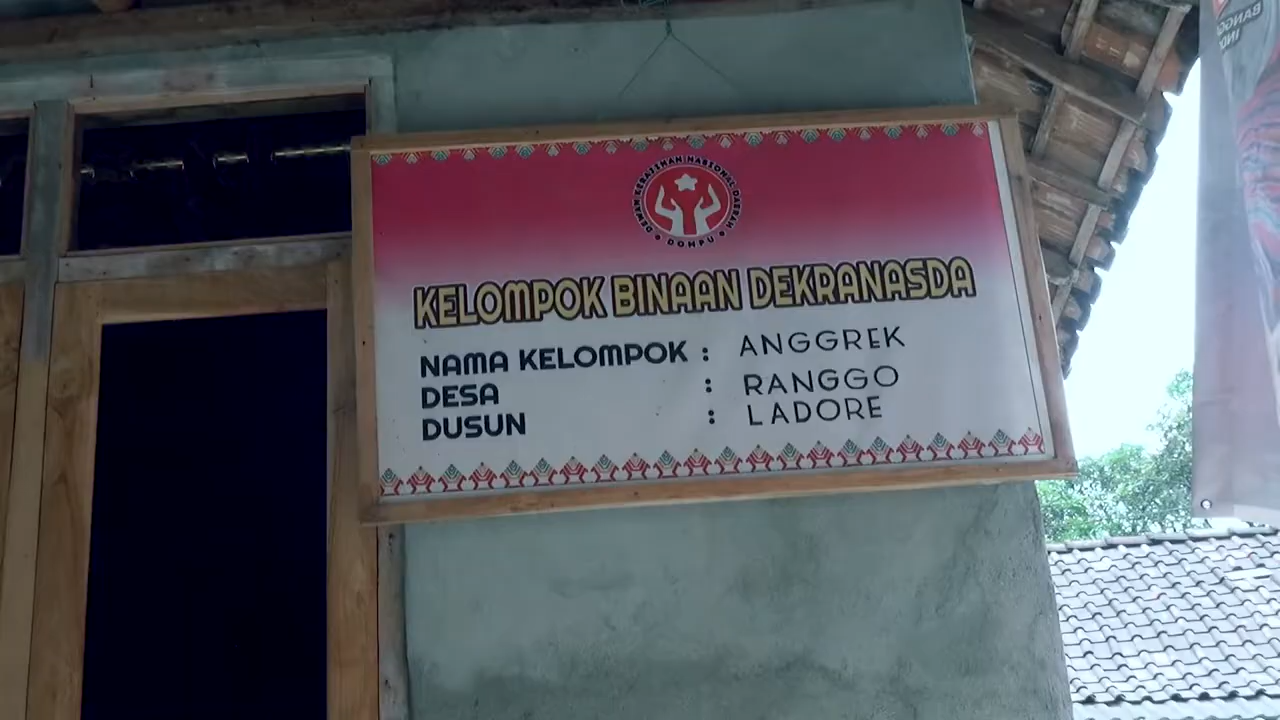 DEWAN KERAJINAN NASIONAL DAERAH
DOMPU
KELOMPOK BINAAN DEKRANASDA
NAMA KELOMPOK : ANGGREK
DESA : RANGGO
DUSUN : LADORE